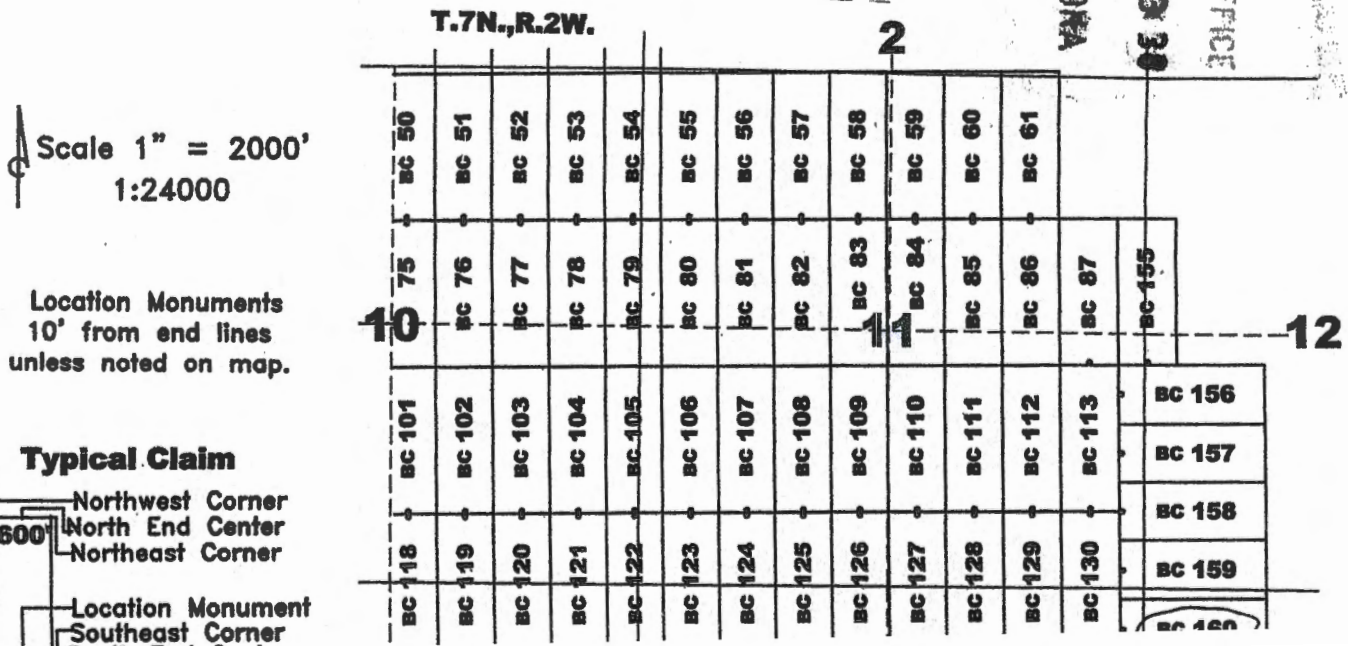 T.7N.,R.2W.
2
Scale 1" = 2000'
1:24000
BC 50
BC 51
BC 52
BC 53
BC 54
BC 55
BC 56
BC 57
BC 58
BC 59
BC 60
BC 61
Location Monuments
10' from end lines
unless noted on map.
BC 75
BC 76
BC 77
BC 78
BC 79
BC 80
BC 81
BC 82
BC 83
BC 84
BC 85
BC 86
BC 87
BC 155
10
11
12
BC 101
BC 102
BC 103
BC 104
BC 105
BC 106
BC 107
BC 108
BC 109
BC 110
BC 111
BC 112
BC 113
BC 156
BC 157
BC 158
BC 159
BC 160
Typical Claim
Northwest Corner
600' North End Center
Northeast Corner
Location Monument
Southeast Corner
BC 118
BC 119
BC 120
BC 121
BC 122
BC 123
BC 124
BC 125
BC 126
BC 127
BC 128
BC 129
BC 130